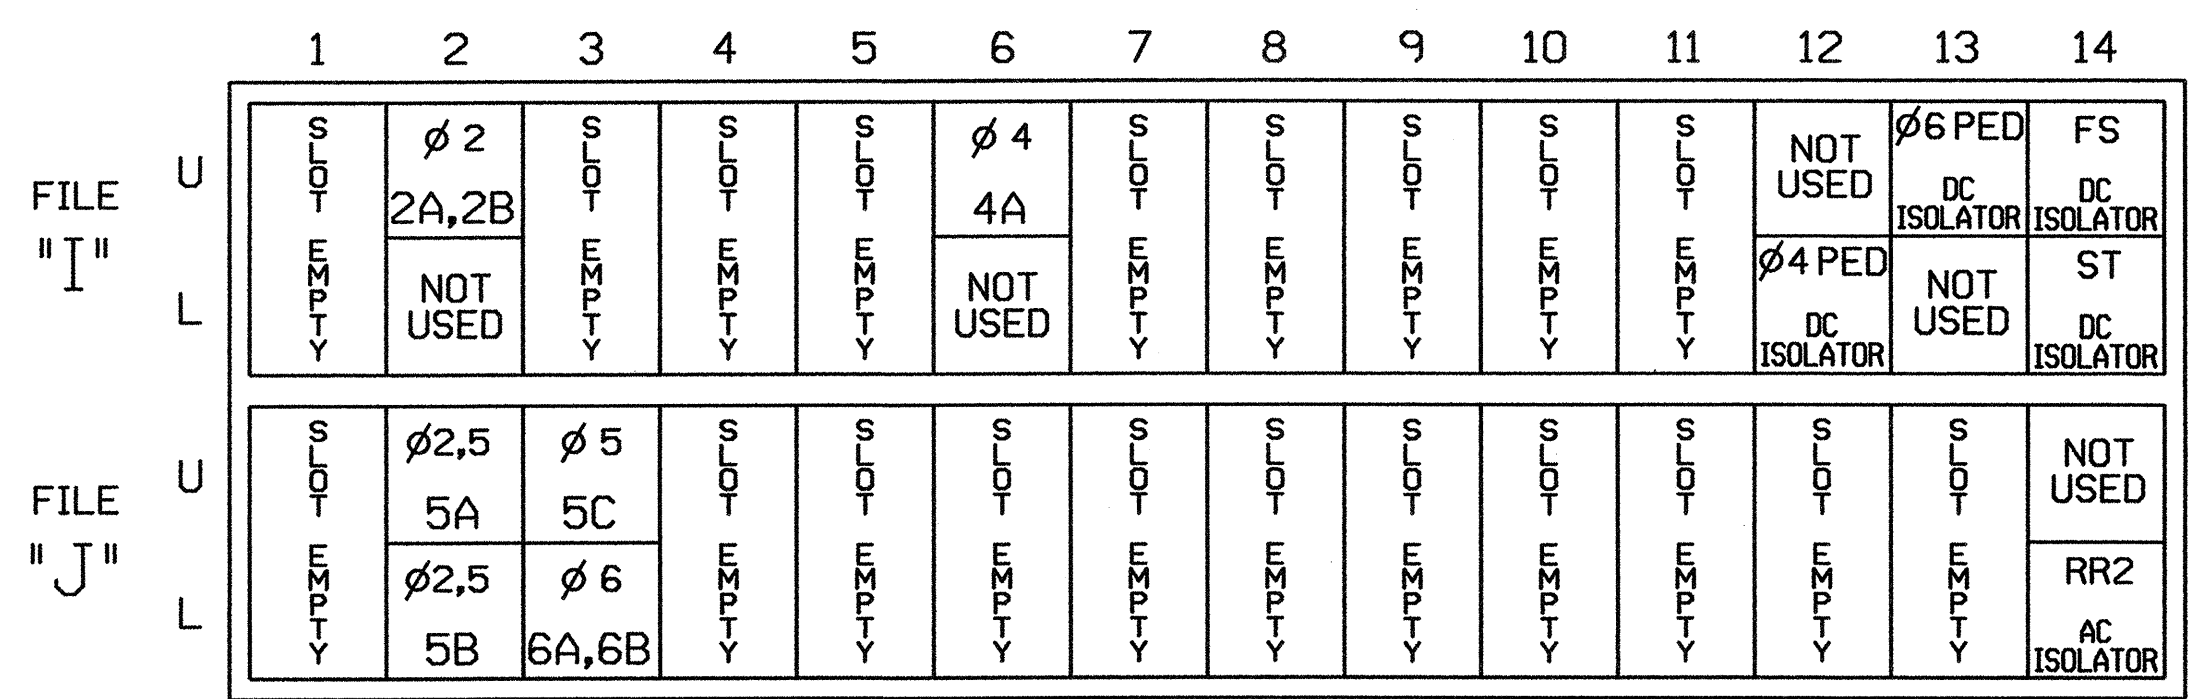 1 2 3 4 5 6 7 8 9 10 11 12 13 14
FILE
"I"
U
L
SLOT EMPTY
Ø 2
2A,2B
NOT
USED
SLOT EMPTY
SLOT EMPTY
SLOT EMPTY
Ø 4
4A
NOT
USED
SLOT EMPTY
SLOT EMPTY
SLOT EMPTY
SLOT EMPTY
SLOT EMPTY
NOT
USED
Ø4 PED
DC
ISOLATOR
Ø6 PED
DC
ISOLATOR
NOT
USED
FS
DC
ISOLATOR
ST
DC
ISOLATOR
FILE
"J"
U
L
SLOT EMPTY
Ø2,5
5A
Ø2,5
5B
Ø 5
5C
Ø 6
6A,6B
SLOT EMPTY
SLOT EMPTY
SLOT EMPTY
SLOT EMPTY
SLOT EMPTY
SLOT EMPTY
SLOT EMPTY
SLOT EMPTY
SLOT EMPTY
SLOT EMPTY
NOT
USED
RR2
AC
ISOLATOR